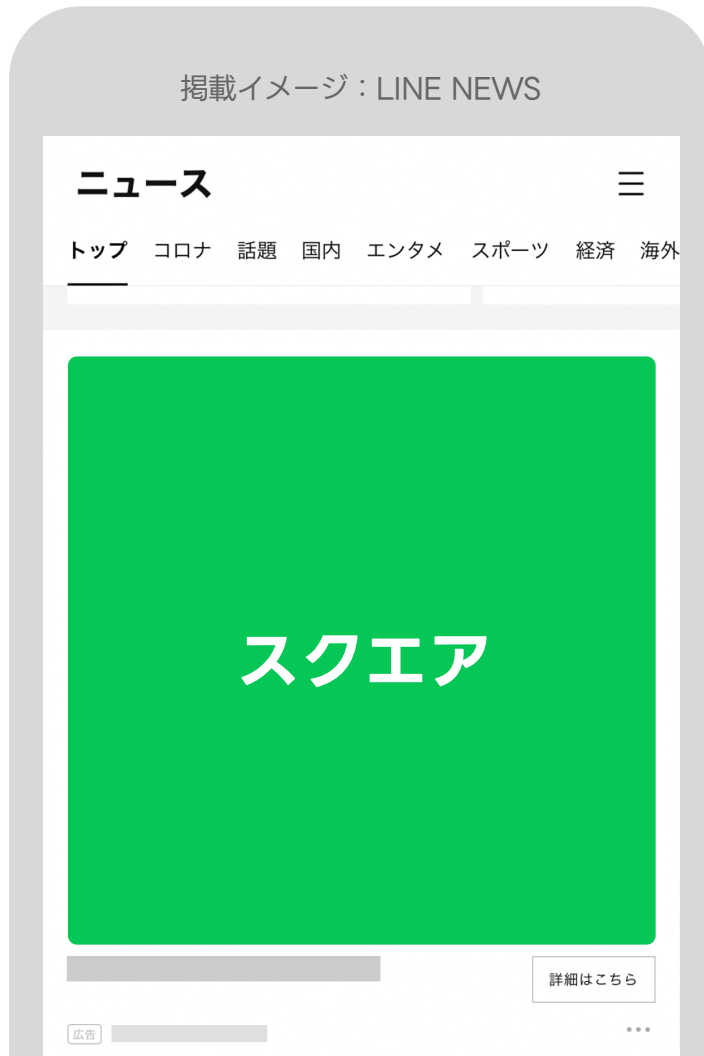 掲載イメージ：LINE NEWS
ニュース
トップ コロナ 話題 国内 エンタメ スポーツ 経済 海外
スクエア
詳細はこちら
広告